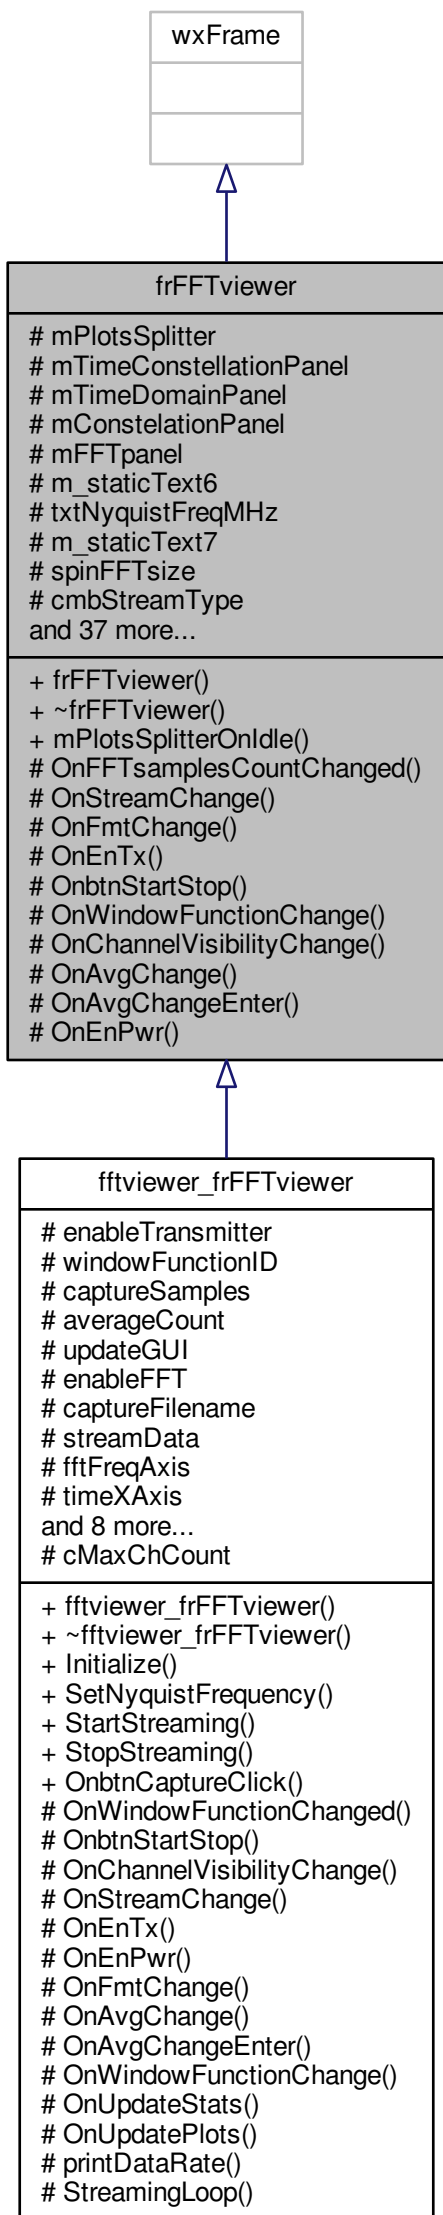 wxFrame
frFFTviewer
# mPlotsSplitter
# mTimeConstellationPanel
# mTimeDomainPanel
# mConstelationPanel
# mFFTpanel
# m_staticText6
# txtNyquistFreqMHz
# m_staticText7
# spinFFTsize
# cmbStreamType
and 37 more...
+ frFFTviewer()
+ ~frFFTviewer()
+ mPlotsSplitterOnIdle()
# OnFFTsamplesCountChanged()
# OnStreamChange()
# OnFmtChange()
# OnEnTx()
# OnbtnStartStop()
# OnWindowFunctionChange()
# OnChannelVisibilityChange()
# OnAvgChange()
# OnAvgChangeEnter()
# OnEnPwr()
fftviewer_frFFTviewer
# enableTransmitter
# windowFunctionID
# captureSamples
# averageCount
# updateGUI
# enableFFT
# captureFilename
# streamData
# fftFreqAxis
# timeXAxis
and 8 more...
# cMaxChCount
+ fftviewer_frFFTviewer()
+ ~fftviewer_frFFTviewer()
+ Initialize()
+ SetNyquistFrequency()
+ StartStreaming()
+ StopStreaming()
+ OnbtnCaptureClick()
# OnWindowFunctionChanged()
# OnbtnStartStop()
# OnChannelVisibilityChange()
# OnStreamChange()
# OnEnTx()
# OnEnPwr()
# OnFmtChange()
# OnAvgChange()
# OnAvgChangeEnter()
# OnWindowFunctionChange()
# OnUpdateStats()
# OnUpdatePlots()
# printDataRate()
# StreamingLoop()